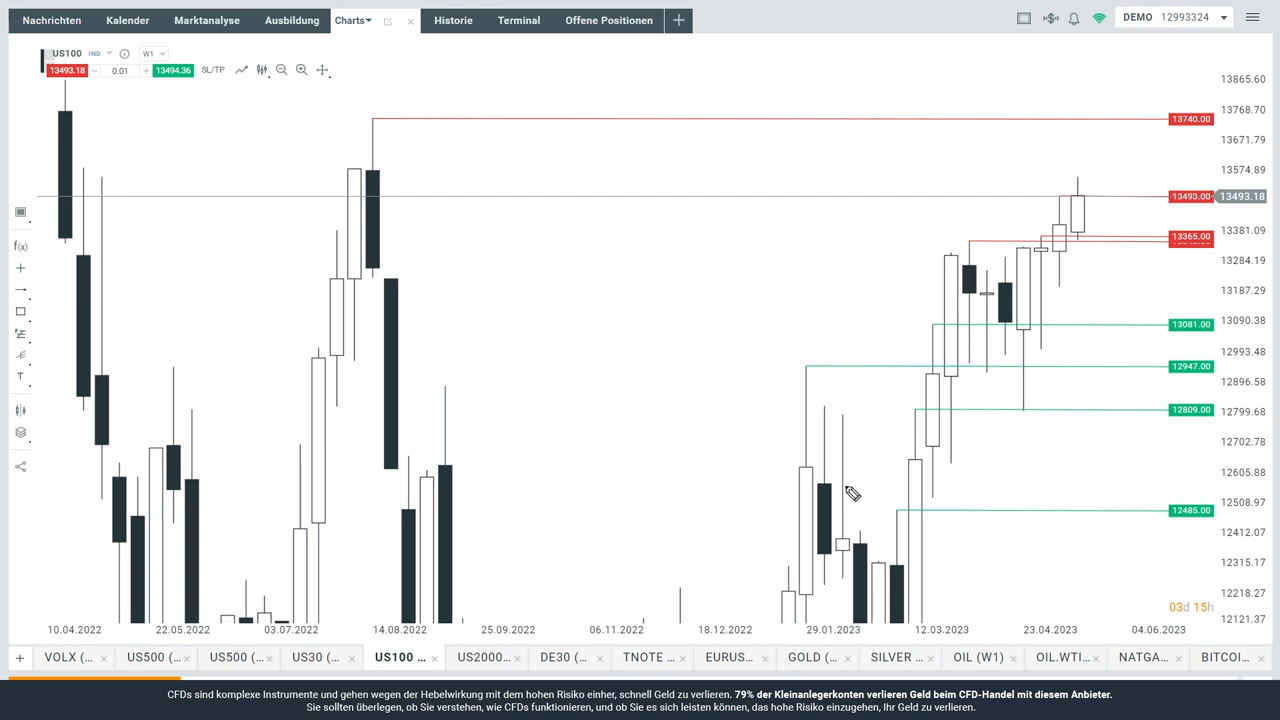 Nachrichten Kalender Marktanalyse Ausbildung Charts Historie Terminal Offene Positionen DEMO 12993324
US100 IND W1
13493.18 0.01 13494.36 SL/TP
13865.60
13768.70
13740.00
13671.79
13574.89
13493.00 13493.18
13381.09
13365.00
13284.19
13187.29
13090.38
13081.00
12993.48
12947.00
12896.58
12809.00
12799.68
12702.78
12605.88
12508.97
12485.00
12412.07
12315.17
12218.27
03d 15h
12121.37
f(x)
T
10.04.2022 22.05.2022 03.07.2022 14.08.2022 25.09.2022 06.11.2022 18.12.2022 29.01.2023 12.03.2023 23.04.2023 04.06.2023
VOLX (... US500 (... US500 (... US30 (... US100 ... US2000... DE30 (... TNOTE ... EURUS... GOLD (... SILVER ... OIL (W1) OIL.WTI... NATGA... BITCOI...
CFDs sind komplexe Instrumente und gehen wegen der Hebelwirkung mit dem hohen Risiko einher, schnell Geld zu verlieren. 79% der Kleinanlegerkonten verlieren Geld beim CFD-Handel mit diesem Anbieter.
Sie sollten überlegen, ob Sie verstehen, wie CFDs funktionieren, und ob Sie es sich leisten können, das hohe Risiko einzugehen, Ihr Geld zu verlieren.